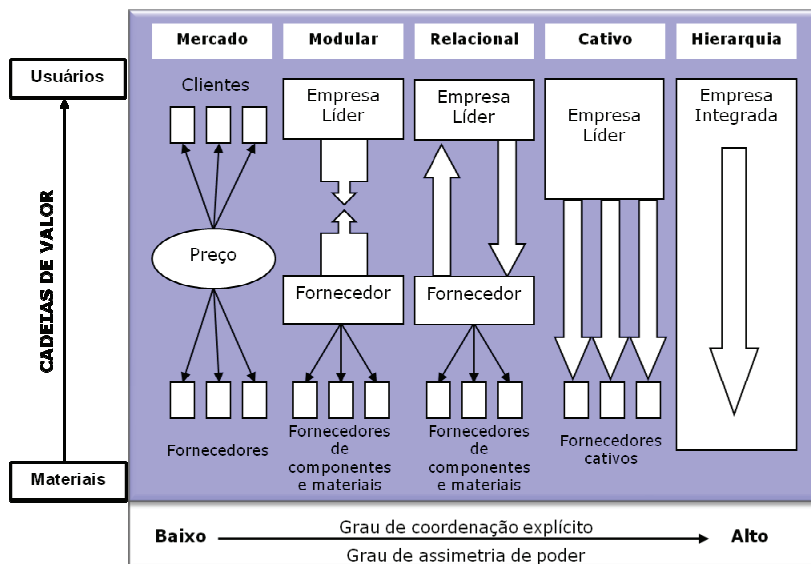 Mercado
Modular
Relacional
Cativo
Hierarquia
Usuários
CADEIAS DE VALOR
Materiais
Clientes
Preço
Fornecedores
Empresa
Líder
Fornecedor
Fornecedores
de
componentes
e materiais
Empresa
Líder
Fornecedor
Fornecedores
de
componentes
e materiais
Empresa
Líder
Fornecedores
cativos
Empresa
Integrada
Baixo
Grau de coordenação explícito
Alto
Grau de assimetria de poder